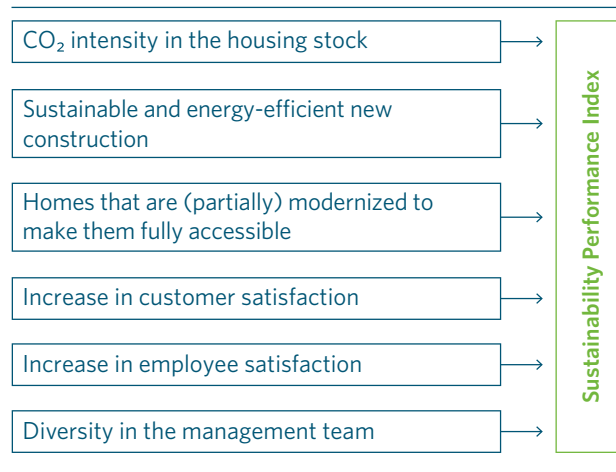 CO₂ intensity in the housing stock
Sustainable and energy-efficient new
construction
Homes that are (partially) modernized to
make them fully accessible
Increase in customer satisfaction
Increase in employee satisfaction
Diversity in the management team
Sustainability Performance Index